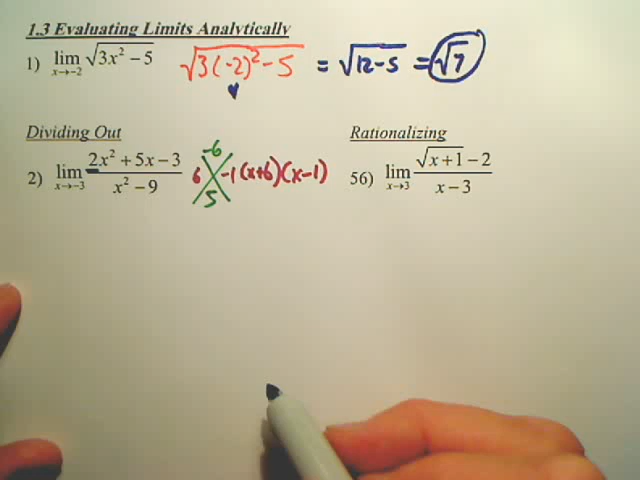 1.3 Evaluating Limits Analytically
1) lim x→-2 √(3x² - 5) √(3(-2)² - 5) = √(12-5) = √7
Dividing Out
2) lim x→-3 (2x² + 5x - 3)/(x² - 9) -6 6 -1 5 (x+6)(x-1)
Rationalizing
56) lim x→3 (√(x+1) - 2)/(x - 3)